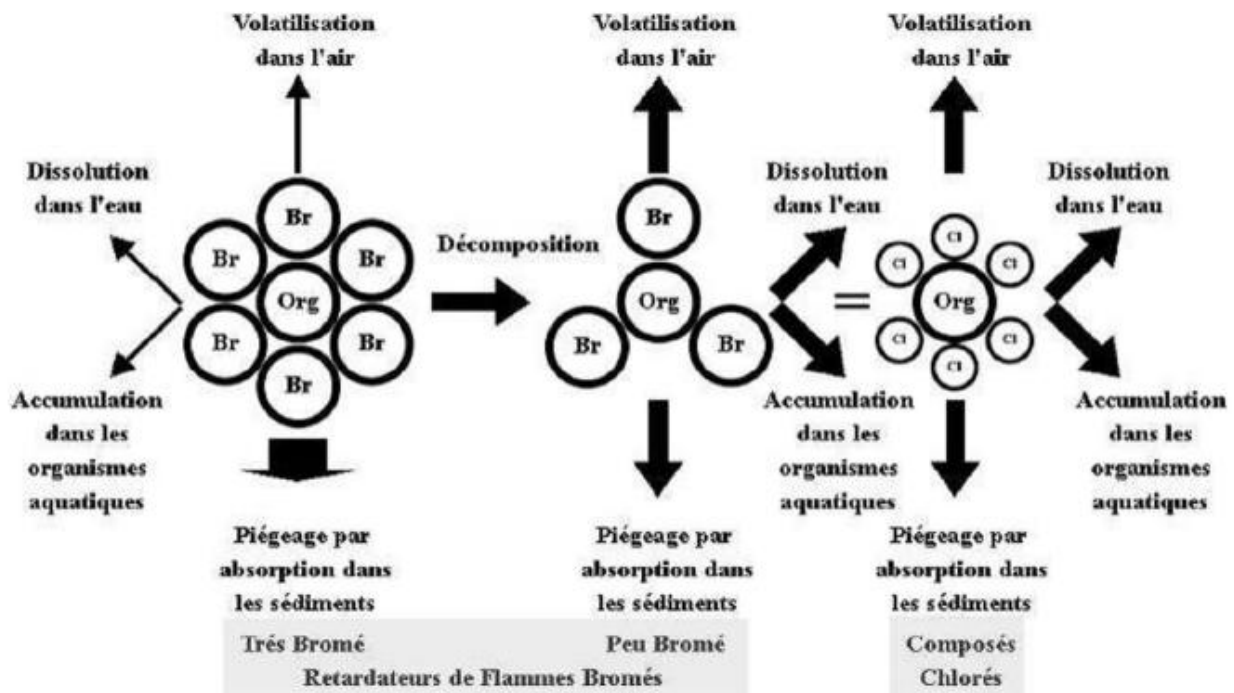 Volatilisation
dans l'air
Volatilisation
dans l'air
Volatilisation
dans l'air
Dissolution
dans l'eau
Dissolution
dans l'eau
Dissolution
dans l'eau
Br
Br
Br
Org
Br
Br
Br
Décomposition
Br
Org
Br
Br
=
Cl
Cl
Cl
Org
Cl
Cl
Cl
Accumulation
dans les
organismes
aquatiques
Accumulation
dans les
organismes
aquatiques
Accumulation
dans les
organismes
aquatiques
Piégeage par
absorption dans
les sédiments
Piégeage par
absorption dans
les sédiments
Piégeage par
absorption dans
les sédiments
Trés Bromé
Peu Bromé
Retardateurs de Flammes Bromés
Composés
Chlorés